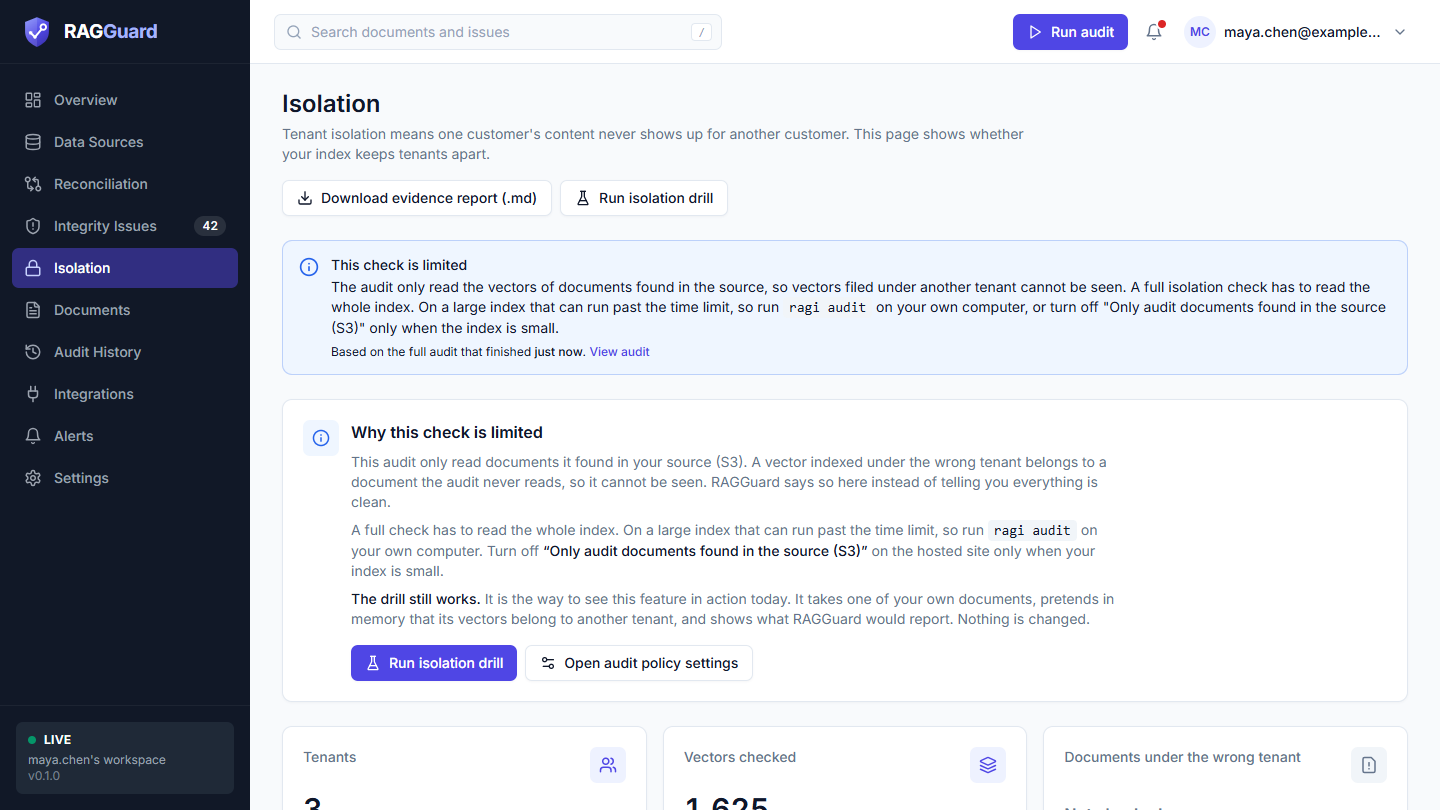 RAGGuard
Search documents and issues
/
Run audit
MC
maya.chen@example...
Overview
Data Sources
Reconciliation
Integrity Issues
42
Isolation
Documents
Audit History
Integrations
Alerts
Settings
LIVE
maya.chen's workspace
v0.1.0
Isolation
Tenant isolation means one customer's content never shows up for another customer. This page shows whether
your index keeps tenants apart.
Download evidence report (.md)
Run isolation drill
This check is limited
The audit only read the vectors of documents found in the source, so vectors filed under another tenant cannot be seen. A full isolation check has to read the
whole index. On a large index that can run past the time limit, so run ragi audit on your own computer, or turn off "Only audit documents found in the source
(S3)" only when the index is small.
Based on the full audit that finished just now. View audit
Why this check is limited
This audit only read documents it found in your source (S3). A vector indexed under the wrong tenant belongs to a
document the audit never reads, so it cannot be seen. RAGGuard says so here instead of telling you everything is
clean.
A full check has to read the whole index. On a large index that can run past the time limit, so run ragi audit on
your own computer. Turn off “Only audit documents found in the source (S3)” on the hosted site only when your
index is small.
The drill still works. It is the way to see this feature in action today. It takes one of your own documents, pretends in
memory that its vectors belong to another tenant, and shows what RAGGuard would report. Nothing is changed.
Run isolation drill
Open audit policy settings
Tenants
3
Vectors checked
1,625
Documents under the wrong tenant